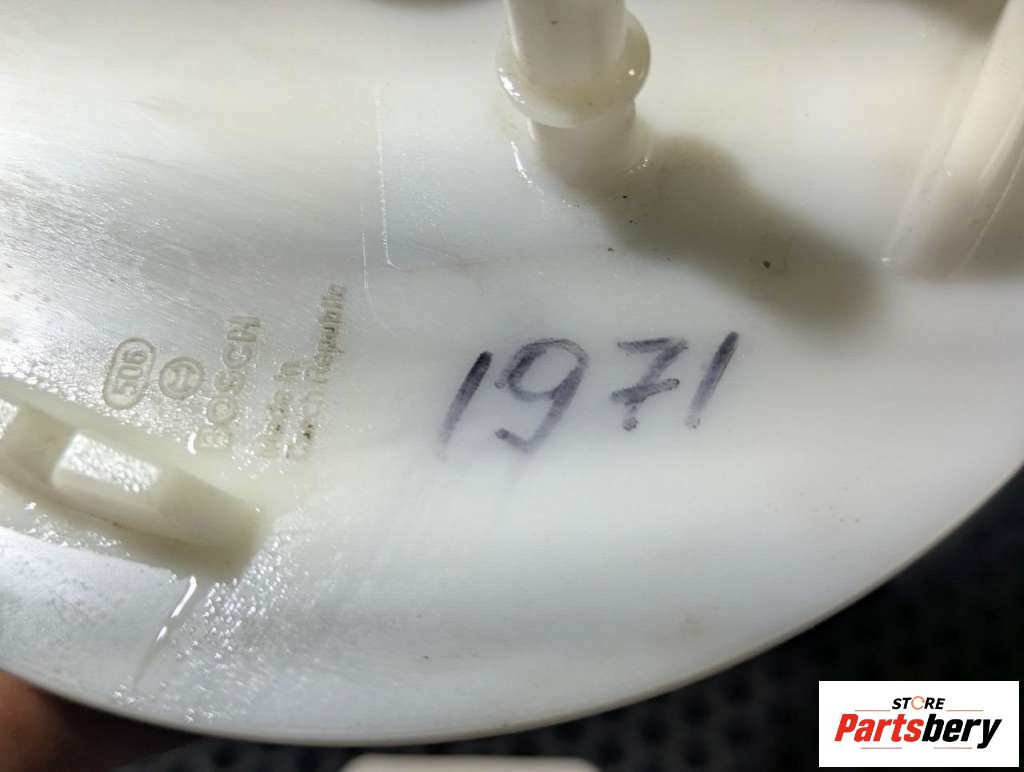 506
BOSCH
Made in
Czech Republic
1971
STORE
Partsbery